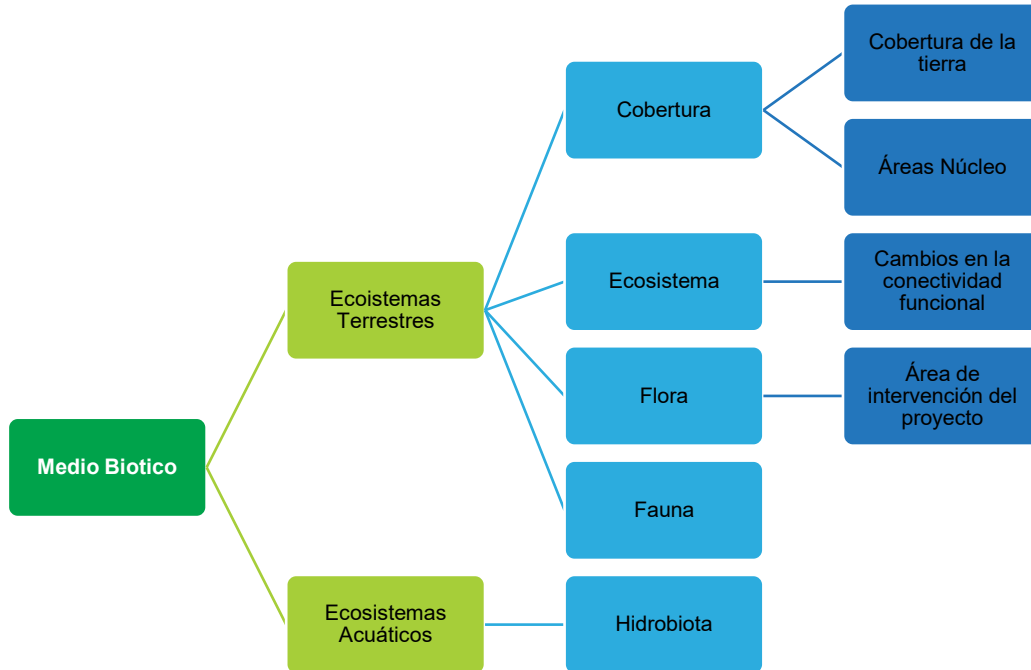 Medio Biotico
Ecoistemas
Terrestres
Cobertura
Cobertura de la
tierra
Áreas Núcleo
Ecosistema
Cambios en la
conectividad
funcional
Flora
Área de
intervención del
proyecto
Fauna
Ecosistemas
Acuáticos
Hidrobiota